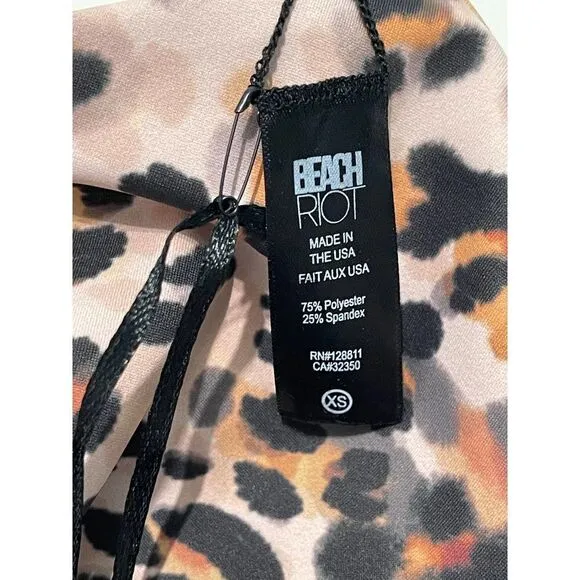 BEACH
RIOT
MADE IN
THE USA
FAIT AUX USA
75% Polyester
25% Spandex
RN#128811
CA#32350
XS